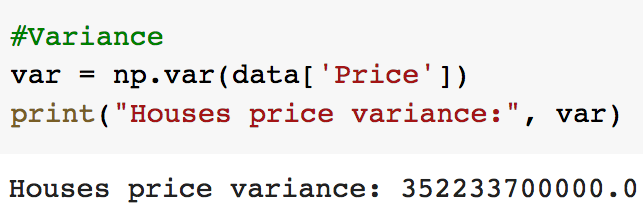 #Variance
var = np.var(data['Price'])
print("Houses price variance:", var)
Houses price variance: 352233700000.0